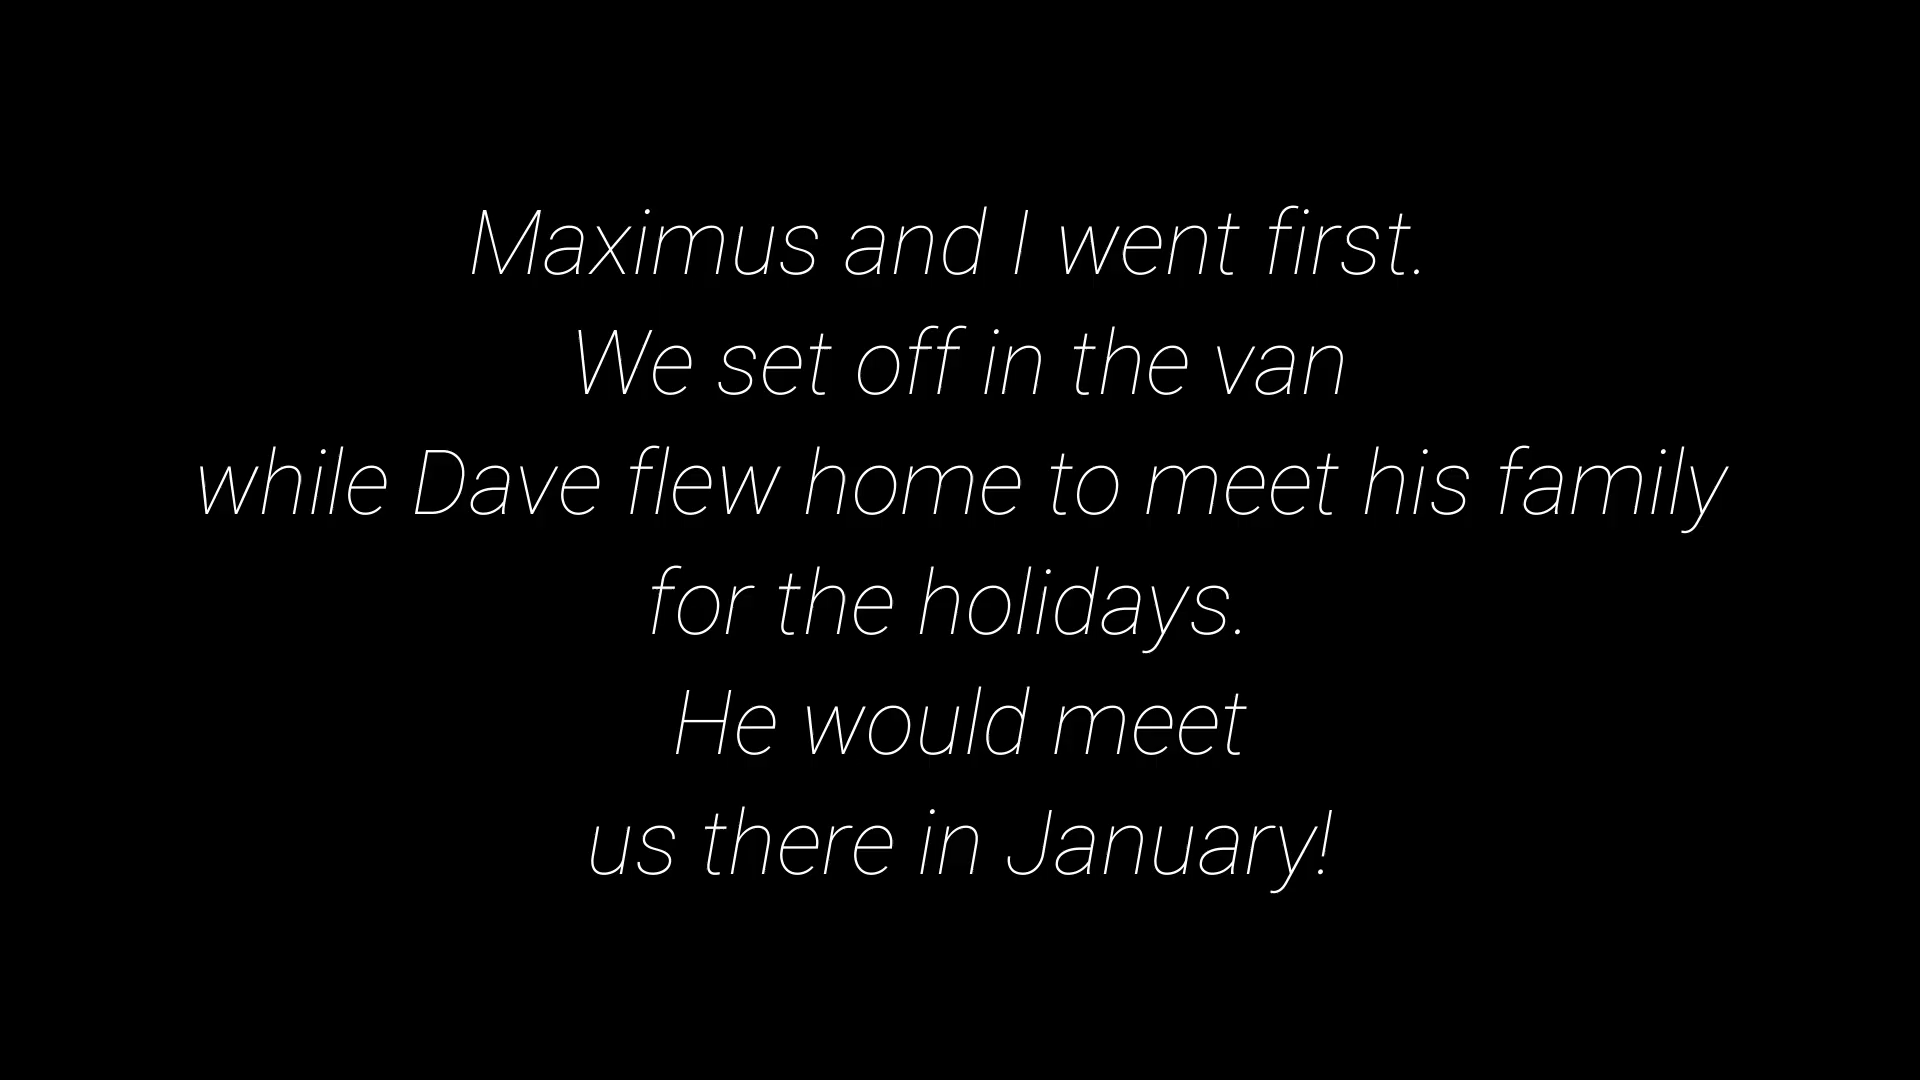 Maximus and I went first.
We set off in the van
while Dave flew home to meet his family
for the holidays.
He would meet
us there in January!